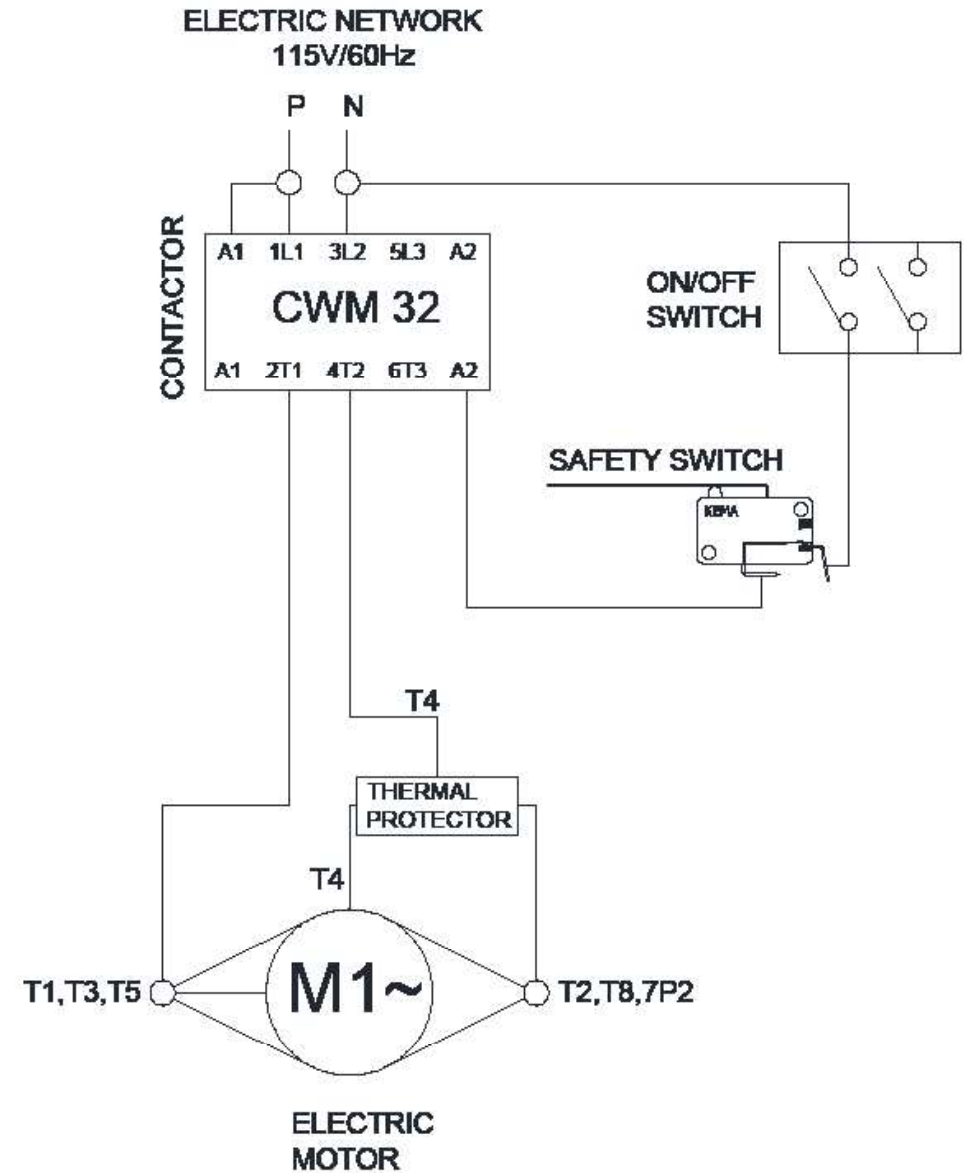 ELECTRIC NETWORK
115V/60Hz
P N
CONTACTOR
A1 1L1 3L2 5L3 A2
CWM 32
A1 2T1 4T2 6T3 A2
ON/OFF
SWITCH
SAFETY SWITCH
KEMA
T4
THERMAL
PROTECTOR
T4
T1,T3,T5
M1~
T2,T8,7P2
ELECTRIC
MOTOR